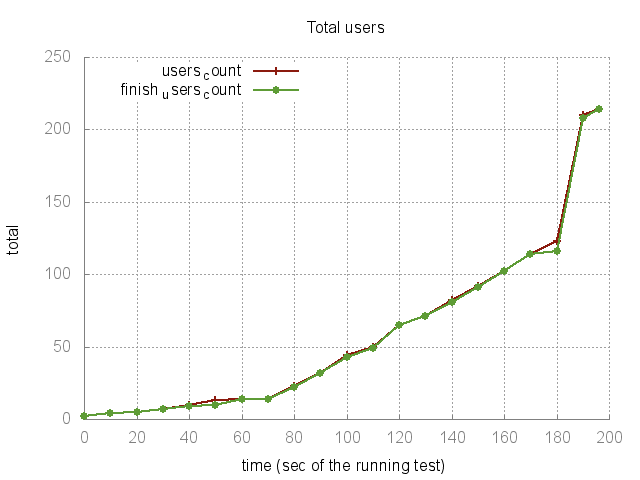 Total users
users_count
finish_users_count
250
200
150
100
50
0
total
0 20 40 60 80 100 120 140 160 180 200
time (sec of the running test)